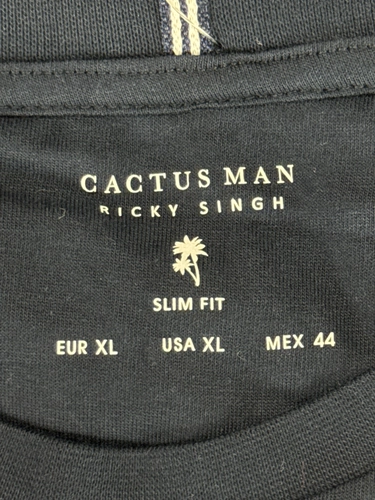 CACTUS MAN
RICKY SINGH
SLIM FIT
EUR XL USA XL MEX 44